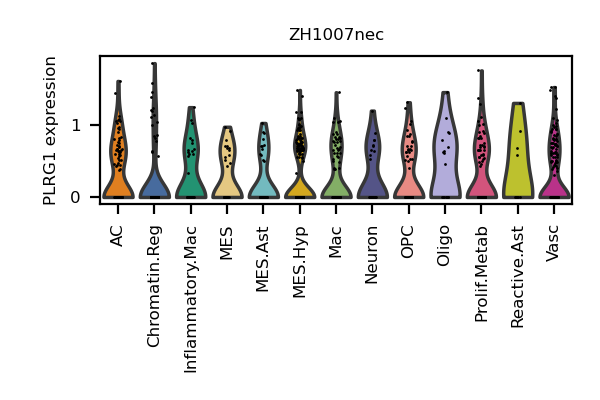 ZH1007nec
PLRG1 expression
1
0
AC
Chromatin.Reg
Inflammatory.Mac
MES
MES.Ast
MES.Hyp
Mac
Neuron
OPC
Oligo
Prolif.Metab
Reactive.Ast
Vasc